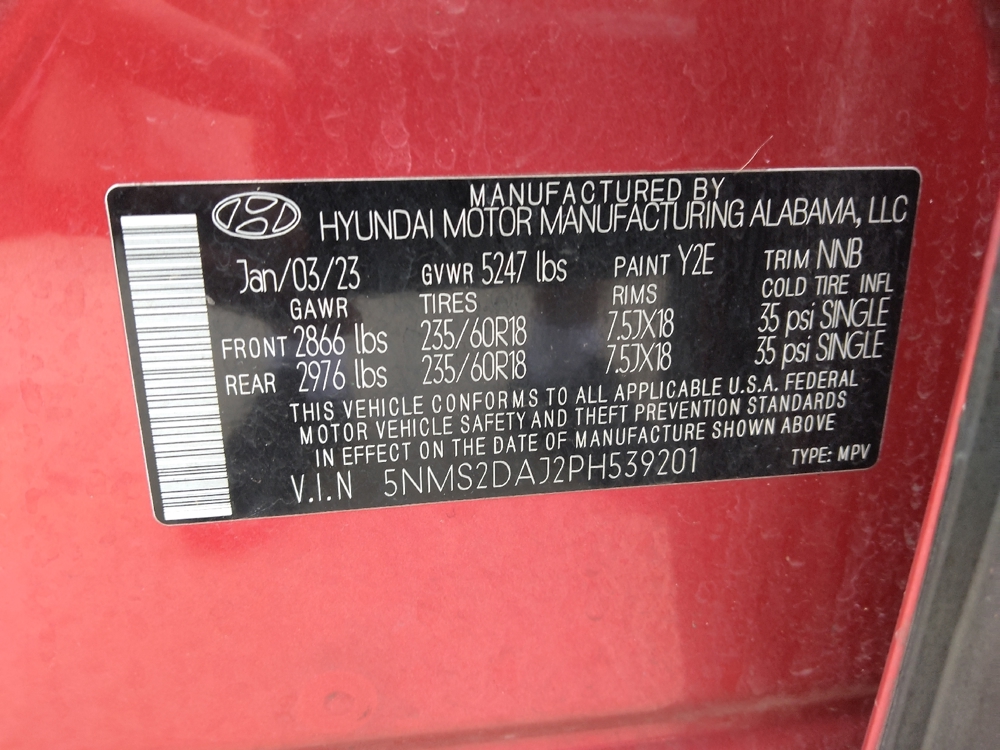 MANUFACTURED BY
HYUNDAI MOTOR MANUFACTURING ALABAMA, LLC
Jan/03/23 GVWR 5247 lbs PAINT Y2E TRIM NNB
GAWR TIRES RIMS COLD TIRE INFL
FRONT 2866 lbs 235/60R18 7.5JX18 35 psi SINGLE
REAR 2976 lbs 235/60R18 7.5JX18 35 psi SINGLE
THIS VEHICLE CONFORMS TO ALL APPLICABLE U.S.A. FEDERAL
MOTOR VEHICLE SAFETY AND THEFT PREVENTION STANDARDS
IN EFFECT ON THE DATE OF MANUFACTURE SHOWN ABOVE
V.I.N 5NMS2DAJ2PH539201 TYPE: MPV